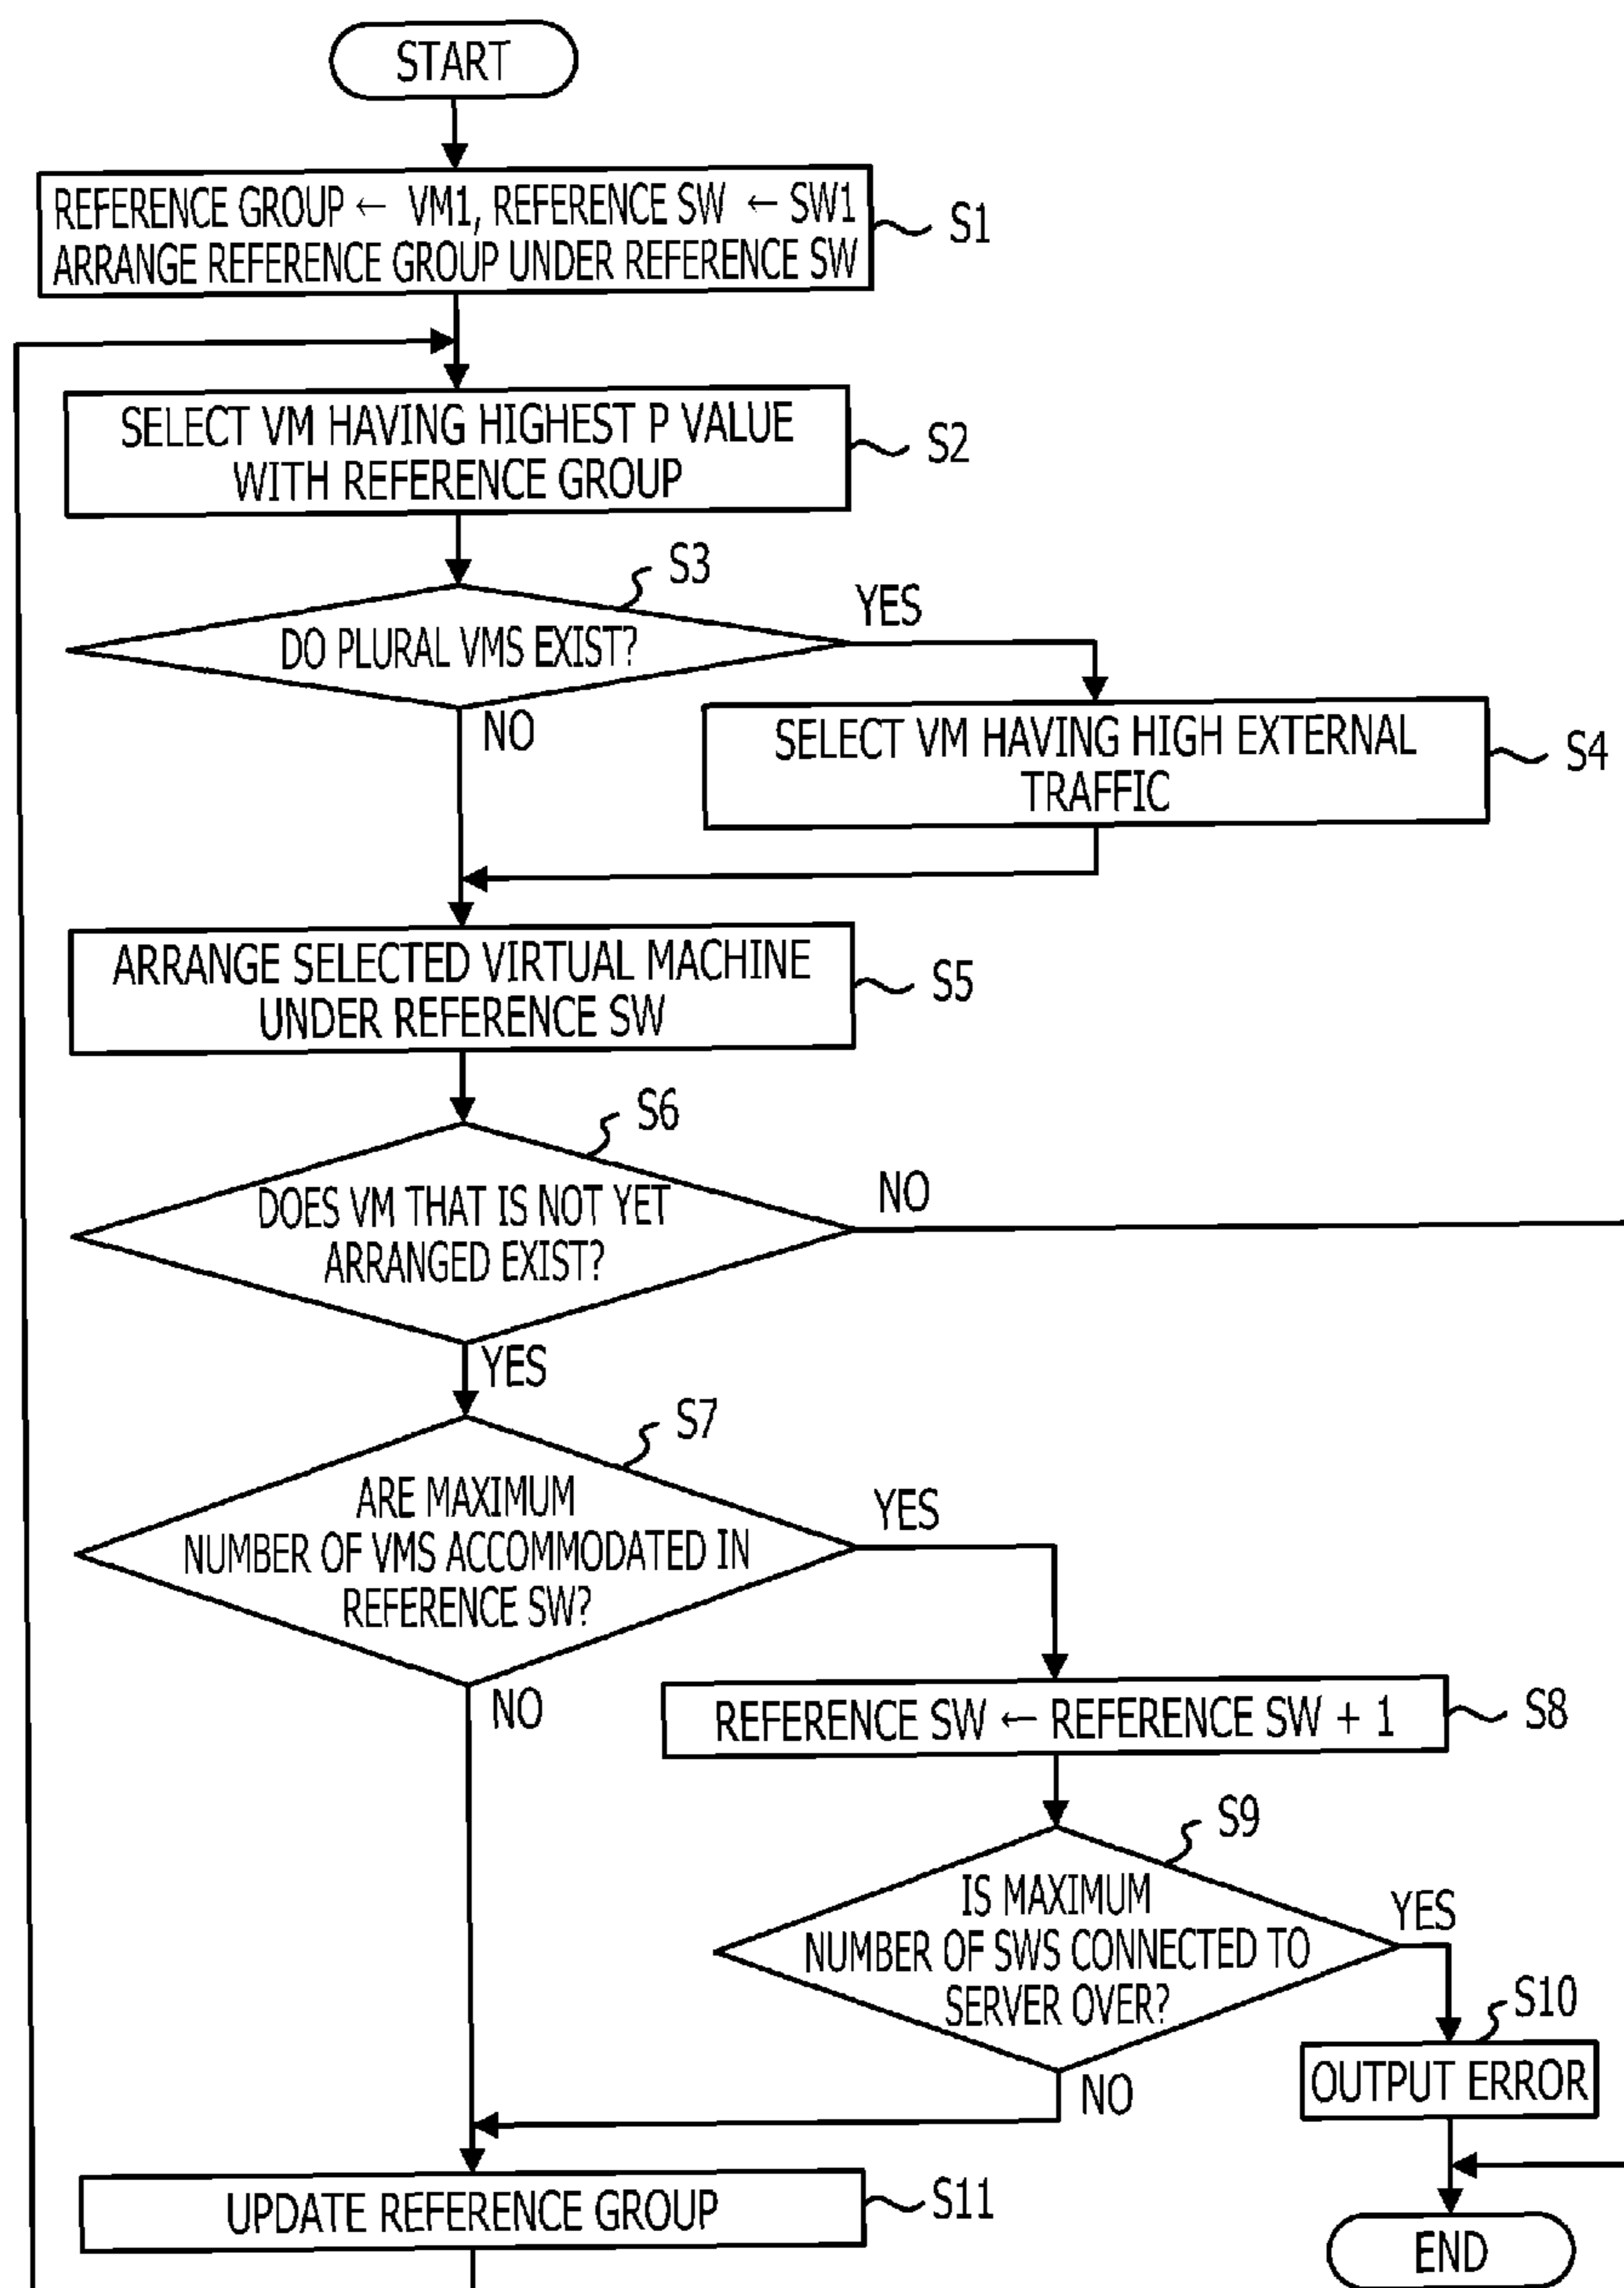 START
REFERENCE GROUP ← VM1, REFERENCE SW ← SW1
ARRANGE REFERENCE GROUP UNDER REFERENCE SW
S1
SELECT VM HAVING HIGHEST P VALUE
WITH REFERENCE GROUP
S2
S3
DO PLURAL VMS EXIST?
YES
NO
SELECT VM HAVING HIGH EXTERNAL
TRAFFIC
S4
ARRANGE SELECTED VIRTUAL MACHINE
UNDER REFERENCE SW
S5
S6
DOES VM THAT IS NOT YET
ARRANGED EXIST?
NO
YES
S7
ARE MAXIMUM
NUMBER OF VMS ACCOMMODATED IN
REFERENCE SW?
YES
NO
REFERENCE SW ← REFERENCE SW + 1
S8
S9
IS MAXIMUM
NUMBER OF SWS CONNECTED TO
SERVER OVER?
YES
NO
S10
OUTPUT ERROR
UPDATE REFERENCE GROUP
S11
END